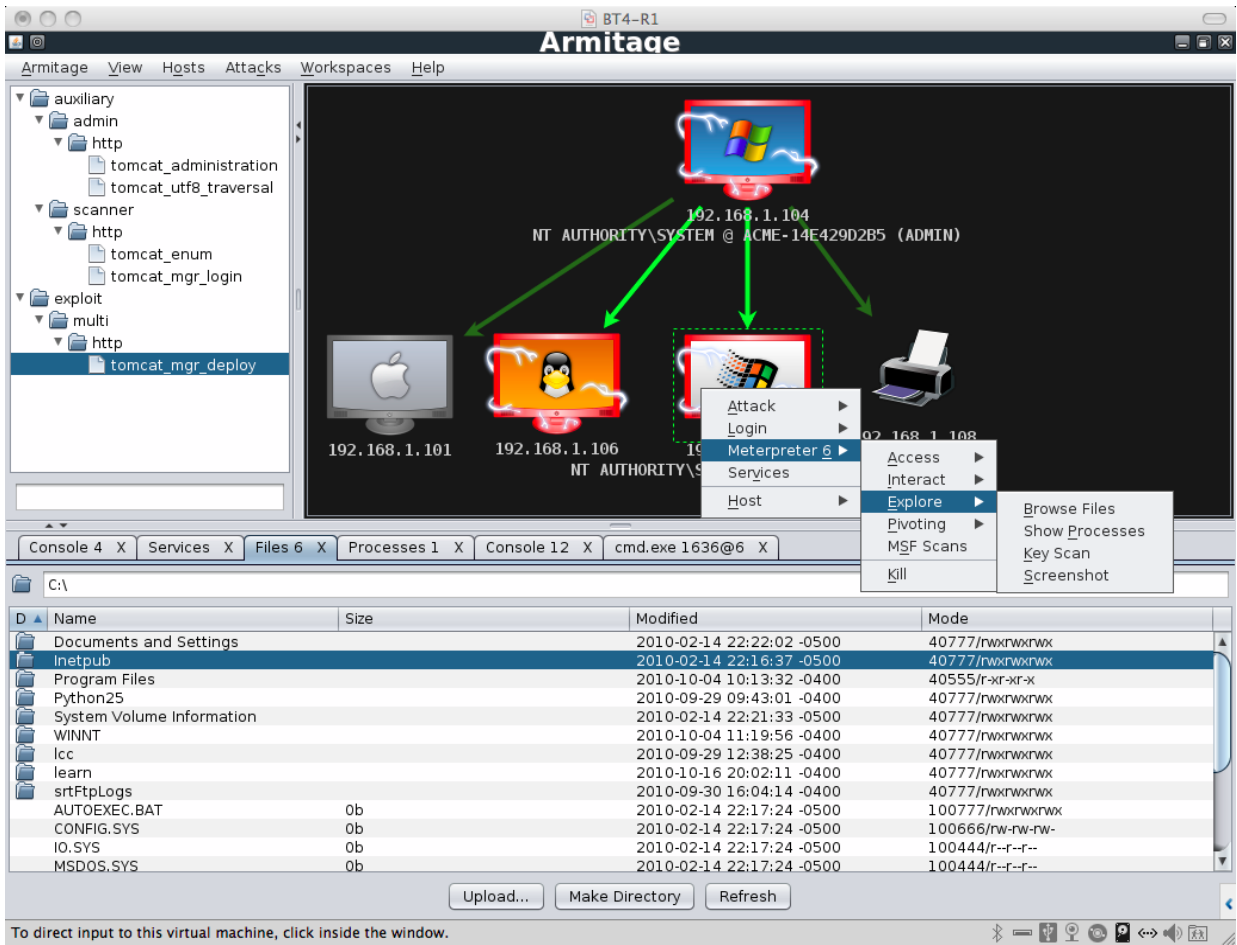 BT4-R1
Armitage
Armitage View Hosts Attacks Workspaces Help
auxiliary
admin
http
tomcat_administration
tomcat_utf8_traversal
scanner
http
tomcat_enum
tomcat_mgr_login
exploit
multi
http
tomcat_mgr_deploy
192.168.1.104
NT AUTHORITY\SYSTEM @ ACME-14E429D2B5 (ADMIN)
192.168.1.101
192.168.1.106
NT AUTHORITY\S
92.168.1.108
Attack
Login
Meterpreter 6
Services
Host
Access
Interact
Explore
Pivoting
MSF Scans
Kill
Browse Files
Show Processes
Key Scan
Screenshot
Console 4 X Services X Files 6 X Processes 1 X Console 12 X cmd.exe 1636@6 X
C:\
D Name Size Modified Mode
Documents and Settings 2010-02-14 22:22:02 -0500 40777/rwxrwxrwx
Inetpub 2010-02-14 22:16:37 -0500 40777/rwxrwxrwx
Program Files 2010-10-04 10:13:32 -0400 40555/r-xr-xr-x
Python25 2010-09-29 09:43:01 -0400 40777/rwxrwxrwx
System Volume Information 2010-02-14 22:21:33 -0500 40777/rwxrwxrwx
WINNT 2010-10-04 11:19:56 -0400 40777/rwxrwxrwx
lcc 2010-09-29 12:38:25 -0400 40777/rwxrwxrwx
learn 2010-10-16 20:02:11 -0400 40777/rwxrwxrwx
srtFtpLogs 2010-09-30 16:04:14 -0400 40777/rwxrwxrwx
AUTOEXEC.BAT 0b 2010-02-14 22:17:24 -0500 100777/rwxrwxrwx
CONFIG.SYS 0b 2010-02-14 22:17:24 -0500 100666/rw-rw-rw-
IO.SYS 0b 2010-02-14 22:17:24 -0500 100444/r--r--r--
MSDOS.SYS 0b 2010-02-14 22:17:24 -0500 100444/r--r--r--
Upload... Make Directory Refresh
To direct input to this virtual machine, click inside the window.